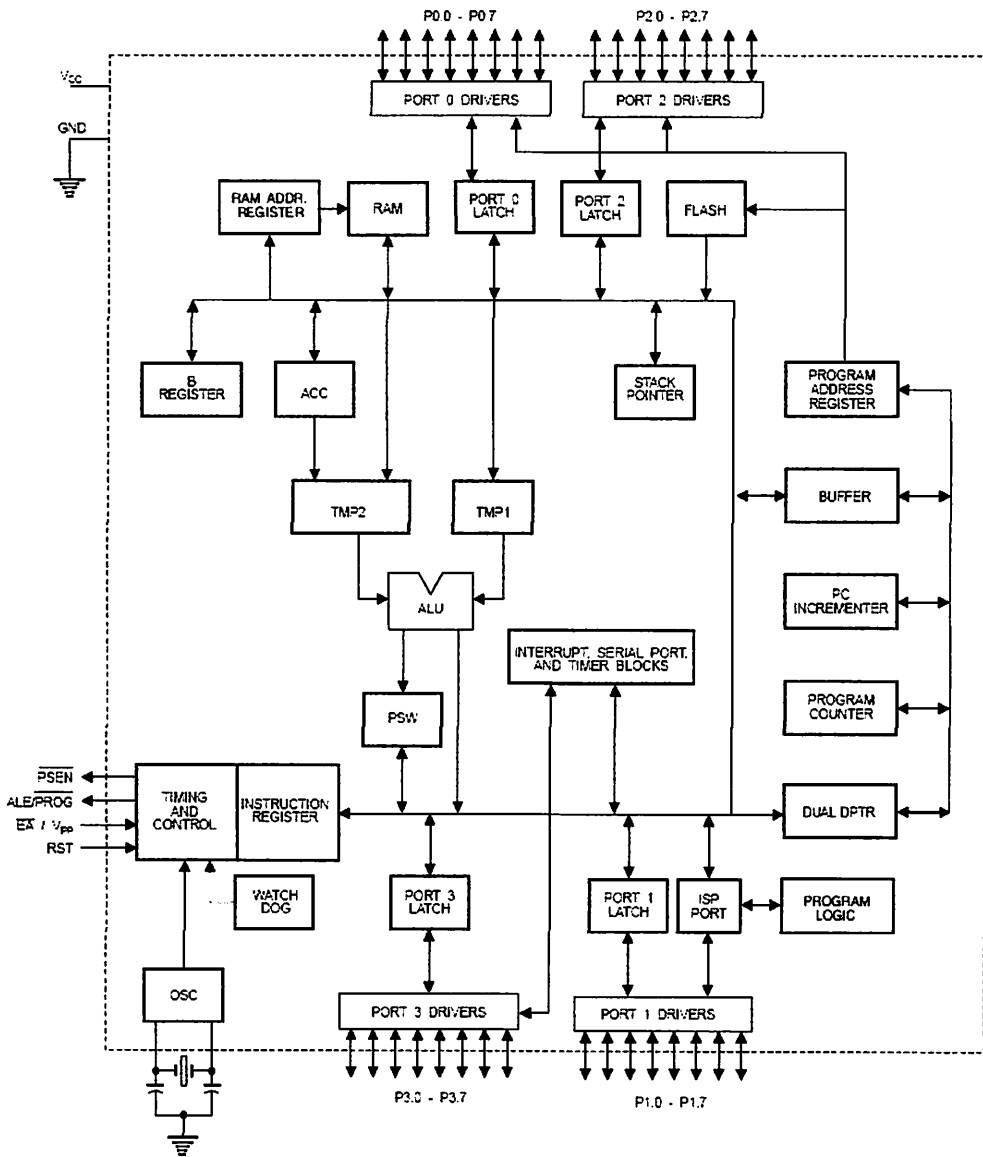 P0.0 - P0.7
P2.0 - P2.7
VCC
PORT 0 DRIVERS
PORT 2 DRIVERS
GND
RAM ADDR.
REGISTER
RAM
PORT 0
LATCH
PORT 2
LATCH
FLASH
B
REGISTER
ACC
STACK
POINTER
PROGRAM
ADDRESS
REGISTER
TMP2
TMP1
BUFFER
ALU
PC
INCREMENTER
INTERRUPT, SERIAL PORT,
AND TIMER BLOCKS
PSW
PROGRAM
COUNTER
PSEN
ALE/PROG
EA / VPP
RST
TIMING
AND
CONTROL
INSTRUCTION
REGISTER
DUAL DPTR
WATCH
DOG
PORT 3
LATCH
PORT 1
LATCH
ISP
PORT
PROGRAM
LOGIC
OSC
PORT 3 DRIVERS
PORT 1 DRIVERS
P3.0 - P3.7
P1.0 - P1.7